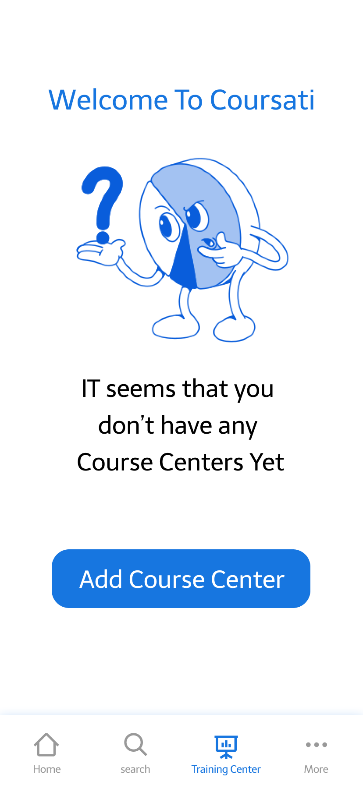 Welcome To Coursati
?
IT seems that you
don't have any
Course Centers Yet
Add Course Center
Home
search
Training Center
More